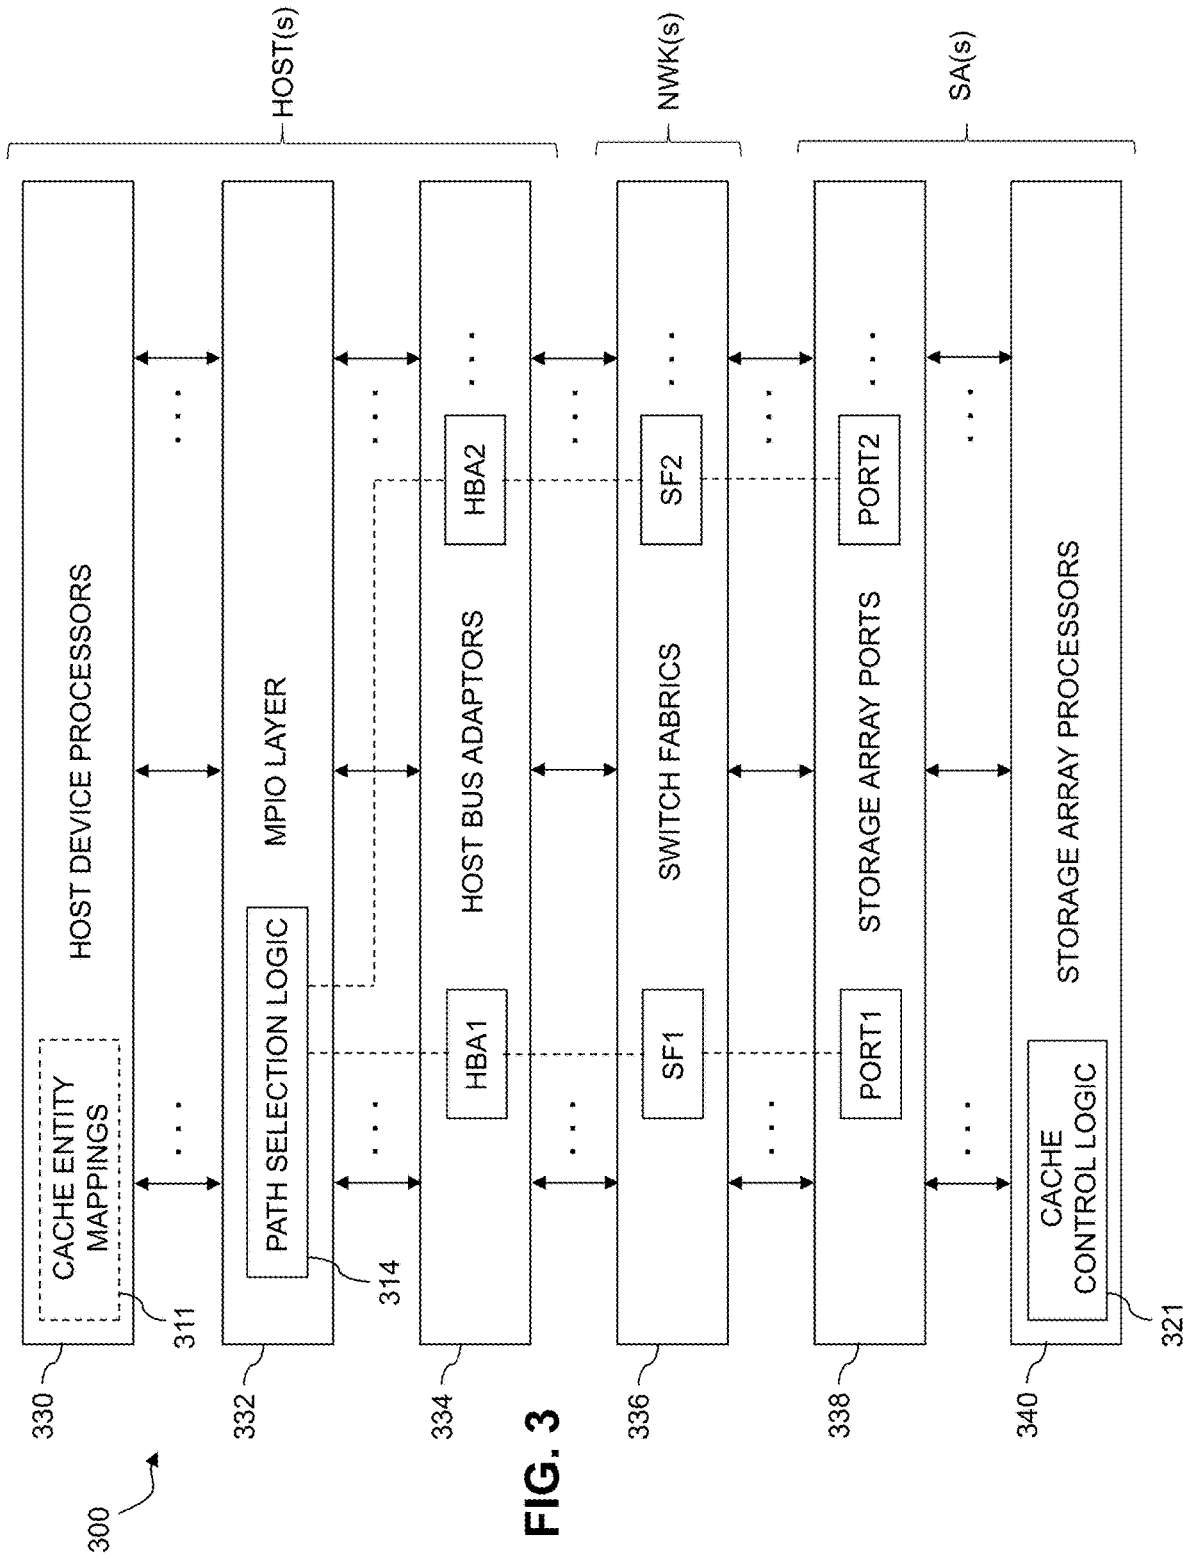 300
330
CACHE ENTITY
MAPPINGS
311
HOST DEVICE PROCESSORS
HOST(s)
332
PATH SELECTION LOGIC
314
MPIO LAYER
334
HBA1
HOST BUS ADAPTORS
HBA2
336
SF1
SWITCH FABRICS
SF2
NWK(s)
338
PORT1
STORAGE ARRAY PORTS
PORT2
SA(s)
340
CACHE
CONTROL LOGIC
321
STORAGE ARRAY PROCESSORS
FIG. 3